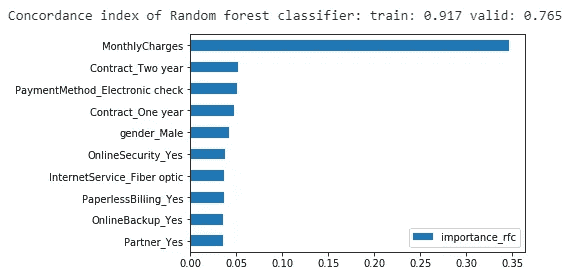 Concordance index of Random forest classifier: train: 0.917 valid: 0.765
MonthlyCharges
Contract_Two year
PaymentMethod_Electronic check
Contract_One year
gender_Male
OnlineSecurity_Yes
InternetService_Fiber optic
PaperlessBilling_Yes
OnlineBackup_Yes
Partner_Yes
importance_rfc
0.00 0.05 0.10 0.15 0.20 0.25 0.30 0.35